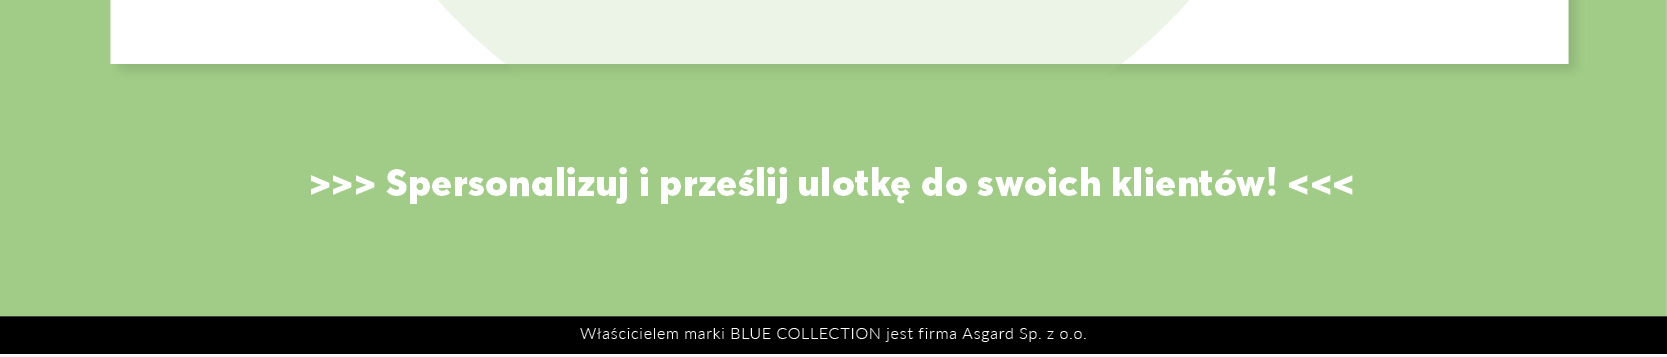 >>> Spersonalizuj i prześlij ulotkę do swoich klientów! <<<
Właścicielem marki BLUE COLLECTION jest firma Asgard Sp. z o.o.